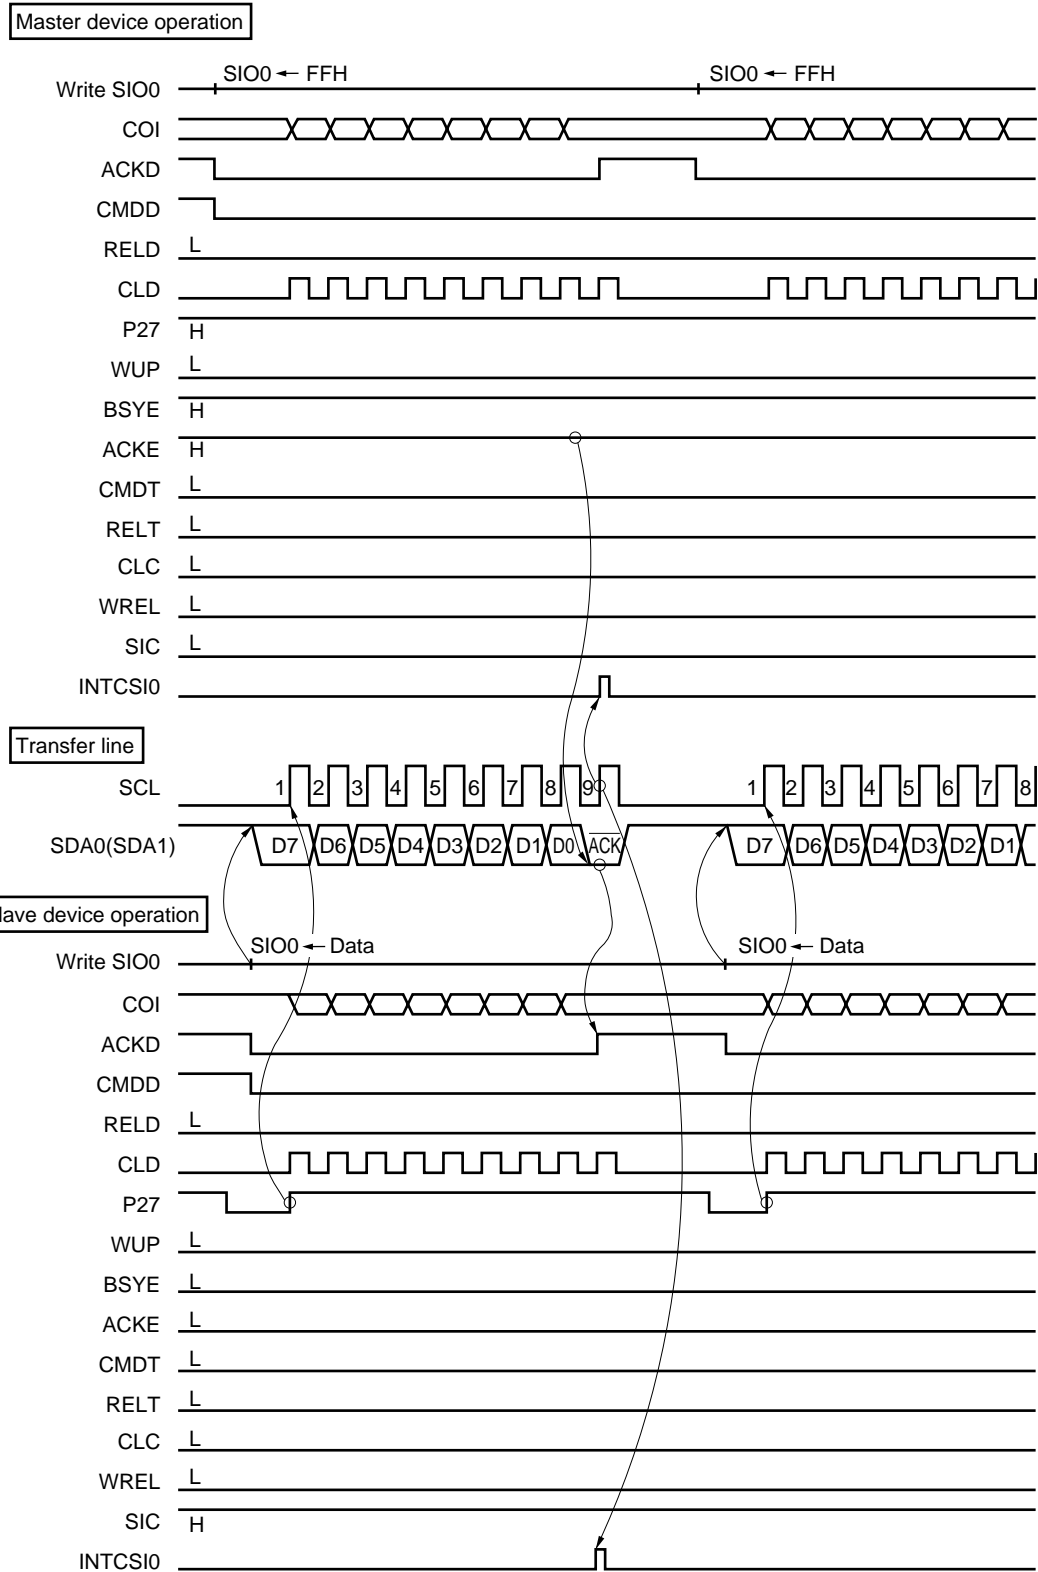 Master device operation
SIO0 ← FFH SIO0 ← FFH
Write SIO0
COI
ACKD
CMDD
RELD L
CLD
P27 H
WUP L
BSYE H
ACKE H
CMDT L
RELT L
CLC L
WREL L
SIC L
INTCSI0
Transfer line
SCL 1 2 3 4 5 6 7 8 9 1 2 3 4 5 6 7 8
SDA0(SDA1) D7 D6 D5 D4 D3 D2 D1 D0 ACK D7 D6 D5 D4 D3 D2 D1
lave device operation
SIO0 ← Data SIO0 ← Data
Write SIO0
COI
ACKD
CMDD
RELD L
CLD
P27
WUP L
BSYE L
ACKE L
CMDT L
RELT L
CLC L
WREL L
SIC H
INTCSI0